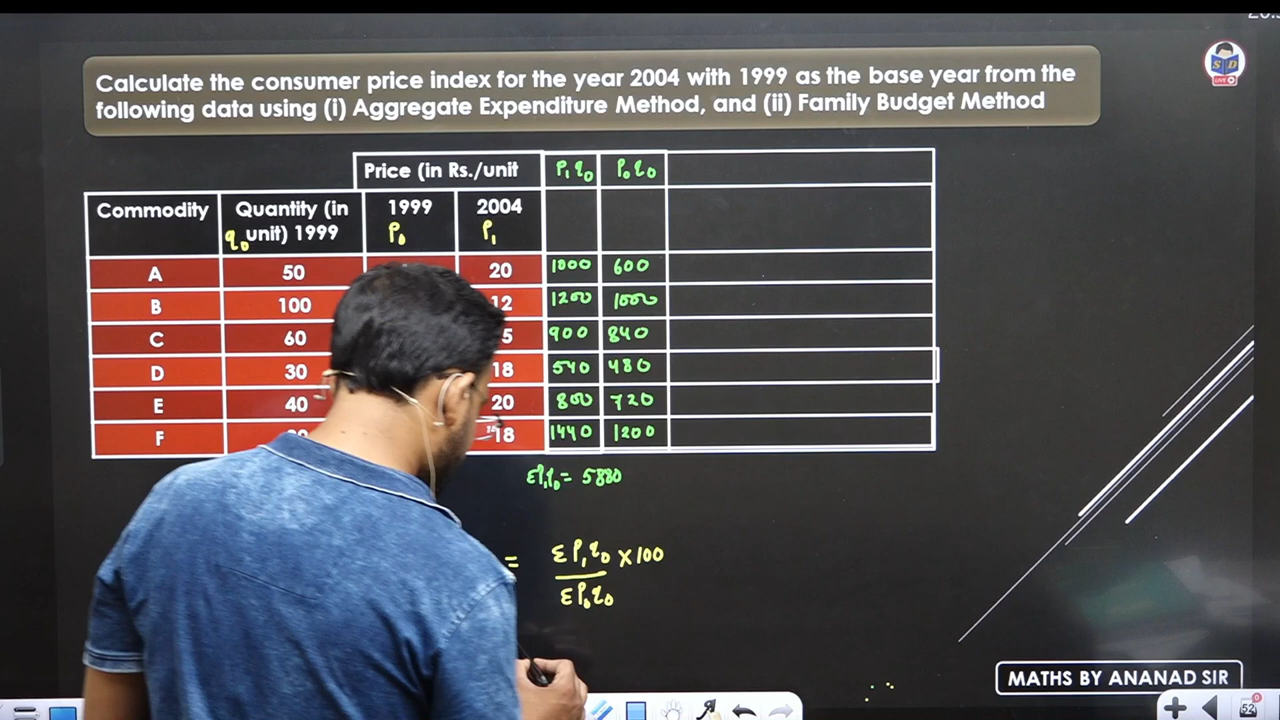 Calculate the consumer price index for the year 2004 with 1999 as the base year from the
following data using (i) Aggregate Expenditure Method, and (ii) Family Budget Method
S D
LIVE
Price (in Rs./unit P₁q₀ P₀q₀
Commodity Quantity (in 1999 2004
q₀ unit) 1999 P₀ P₁
A 50 20 1000 600
B 100 12 1200 1000
C 60 5 900 840
D 30 18 540 480
E 40 20 800 720
F 18 1440 1200
ΣP₁q₀ = 5880
= ΣP₁q₀ × 100
ΣP₀q₀
MATHS BY ANANAD SIR
52